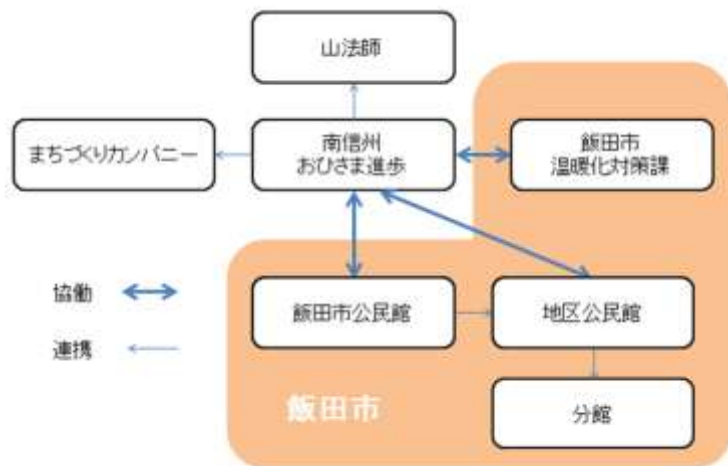 山法師
まちづくりカンパニー
南信州
おひさま進歩
飯田市
温暖化対策課
協働
飯田市公民館
地区公民館
連携
飯田市
分館